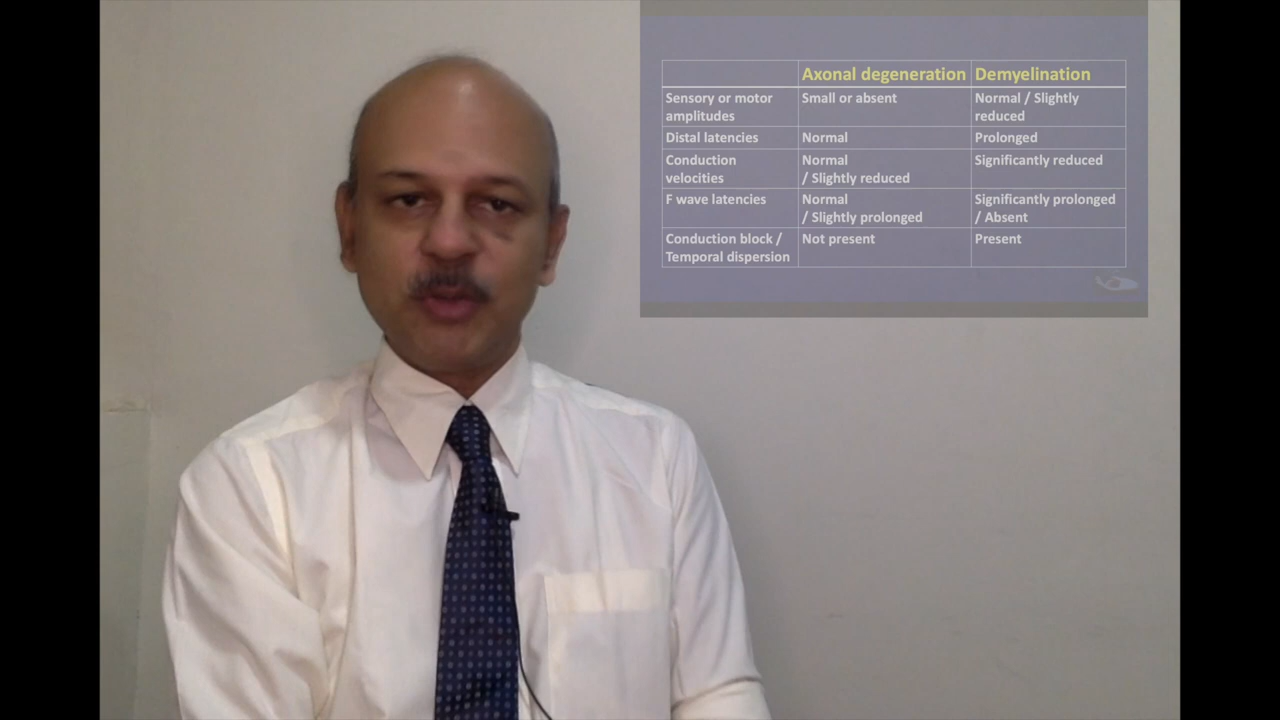 Axonal degeneration Demyelination
Sensory or motor amplitudes Small or absent Normal / Slightly reduced
Distal latencies Normal Prolonged
Conduction velocities Normal / Slightly reduced Significantly reduced
F wave latencies Normal / Slightly prolonged Significantly prolonged / Absent
Conduction block / Temporal dispersion Not present Present